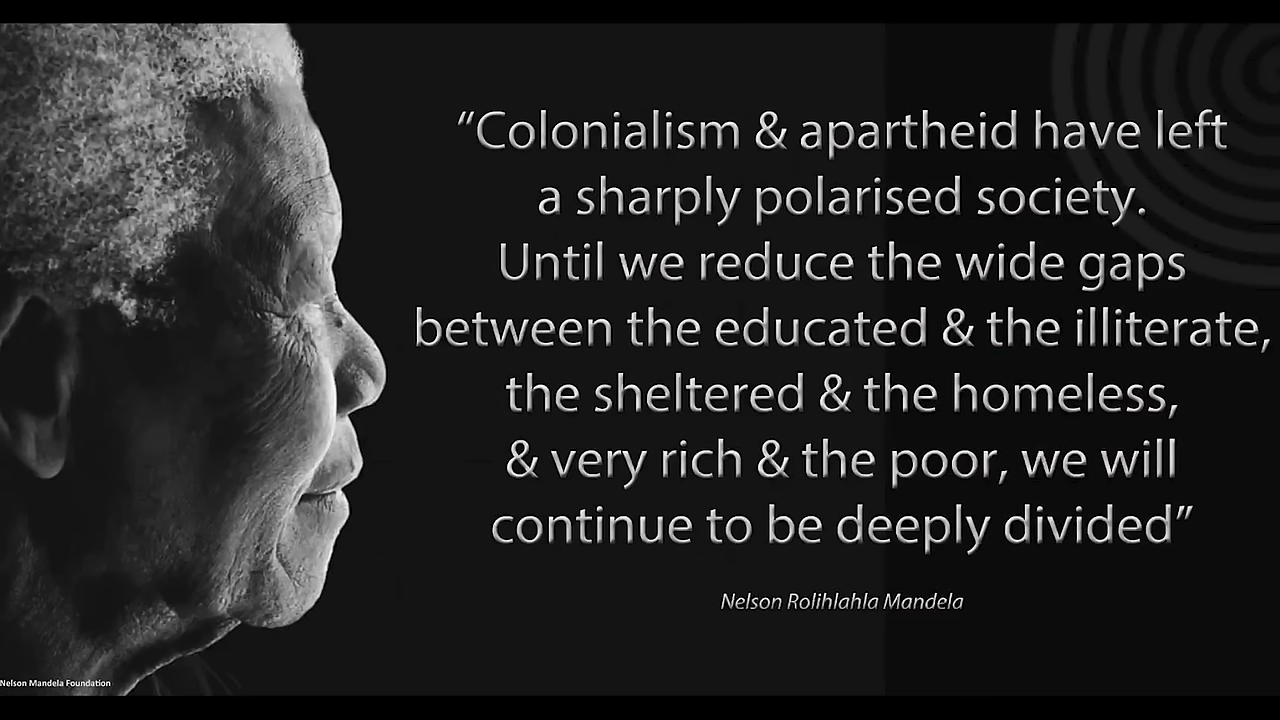 “Colonialism & apartheid have left
a sharply polarised society.
Until we reduce the wide gaps
between the educated & the illiterate,
the sheltered & the homeless,
& very rich & the poor, we will
continue to be deeply divided”
Nelson Rolihlahla Mandela
Nelson Mandela Foundation